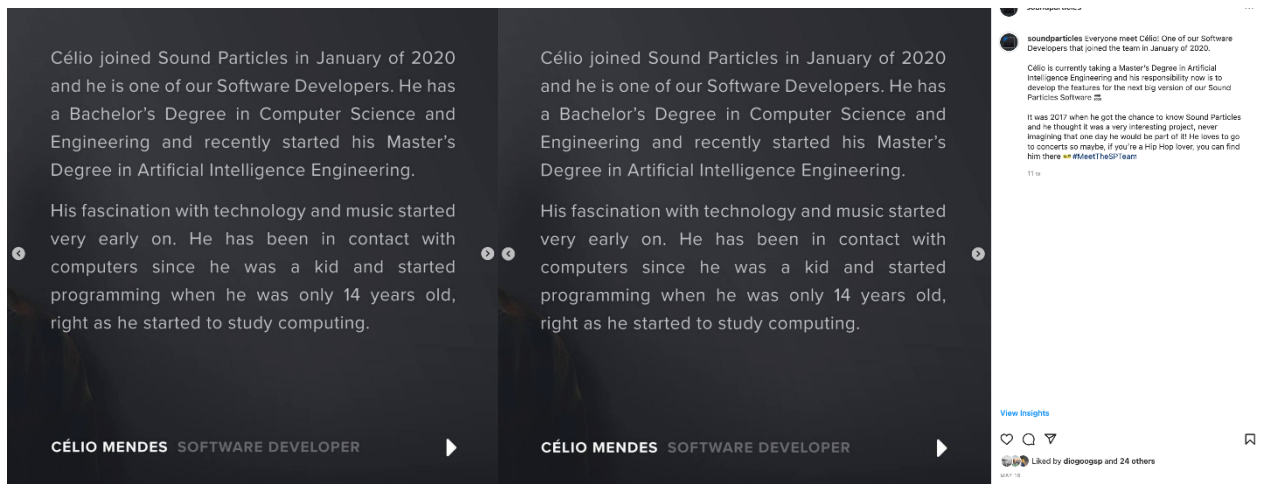 Célio joined Sound Particles in January of 2020
and he is one of our Software Developers. He has
a Bachelor's Degree in Computer Science and
Engineering and recently started his Master's
Degree in Artificial Intelligence Engineering.
His fascination with technology and music started
very early on. He has been in contact with
computers since he was a kid and started
programming when he was only 14 years old,
right as he started to study computing.
CÉLIO MENDES SOFTWARE DEVELOPER
Célio joined Sound Particles in January of 2020
and he is one of our Software Developers. He has
a Bachelor's Degree in Computer Science and
Engineering and recently started his Master's
Degree in Artificial Intelligence Engineering.
His fascination with technology and music started
very early on. He has been in contact with
computers since he was a kid and started
programming when he was only 14 years old,
right as he started to study computing.
CÉLIO MENDES SOFTWARE DEVELOPER
soundparticles
soundparticles Everyone meet Célio! One of our Software
Developers that joined the team in January of 2020.
Célio is currently taking a Master's Degree in Artificial
Intelligence Engineering and his responsibility now is to
develop the features for the next big version of our Sound
Particles Software
It was 2017 when he got the chance to know Sound Particles
and he thought it was a very interesting project, never
imagining that one day he would be part of it! He loves to go
to concerts so maybe, if you're a Hip Hop lover, you can find
him there #MeetTheSPTeam
View Insights
Liked by diogoogsp and 24 others